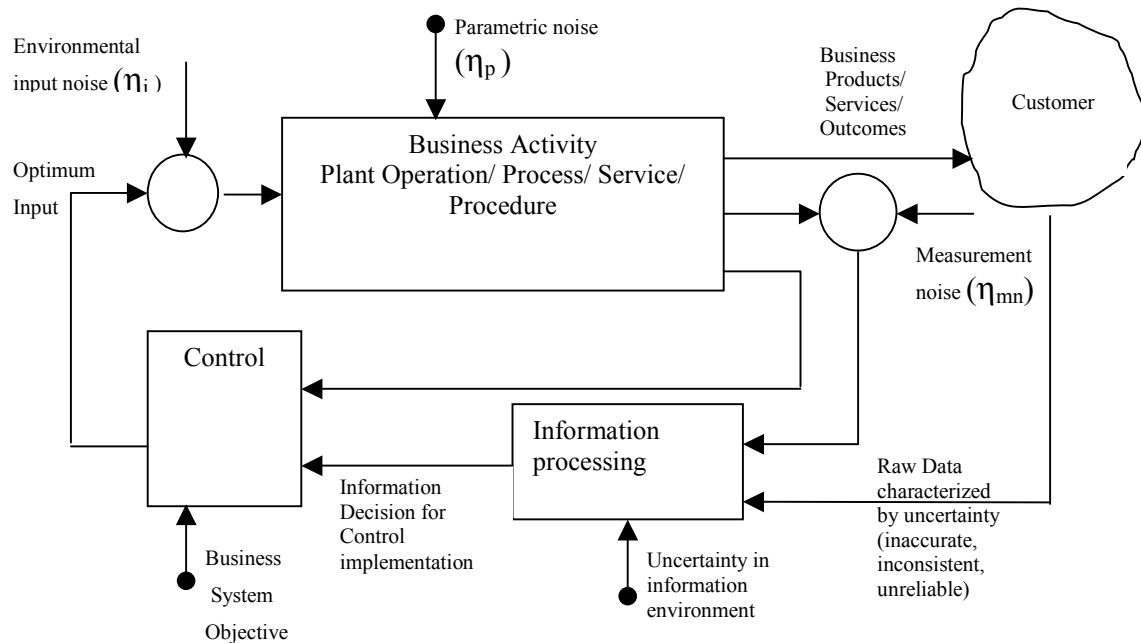 Environmental
input noise (ηi)
Parametric noise
(ηp)
Business
Products/
Services/
Outcomes
Customer
Optimum
Input
Business Activity
Plant Operation/ Process/ Service/
Procedure
Measurement
noise (ηmn)
Control
Information
processing
Information
Decision for
Control
implementation
Raw Data
characterized
by uncertainty
(inaccurate,
inconsistent,
unreliable)
Business
System
Objective
Uncertainty in
information
environment